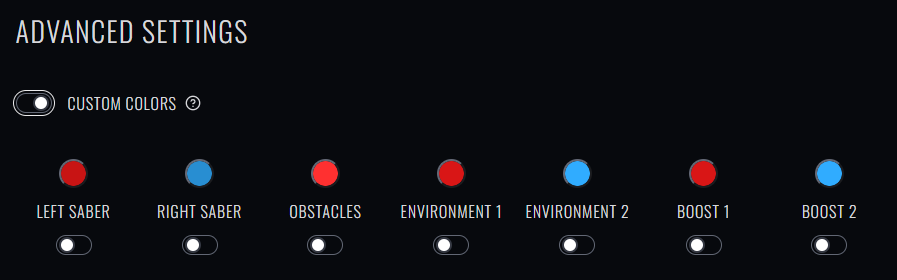 ADVANCED SETTINGS
CUSTOM COLORS ?
LEFT SABER RIGHT SABER OBSTACLES ENVIRONMENT 1 ENVIRONMENT 2 BOOST 1 BOOST 2